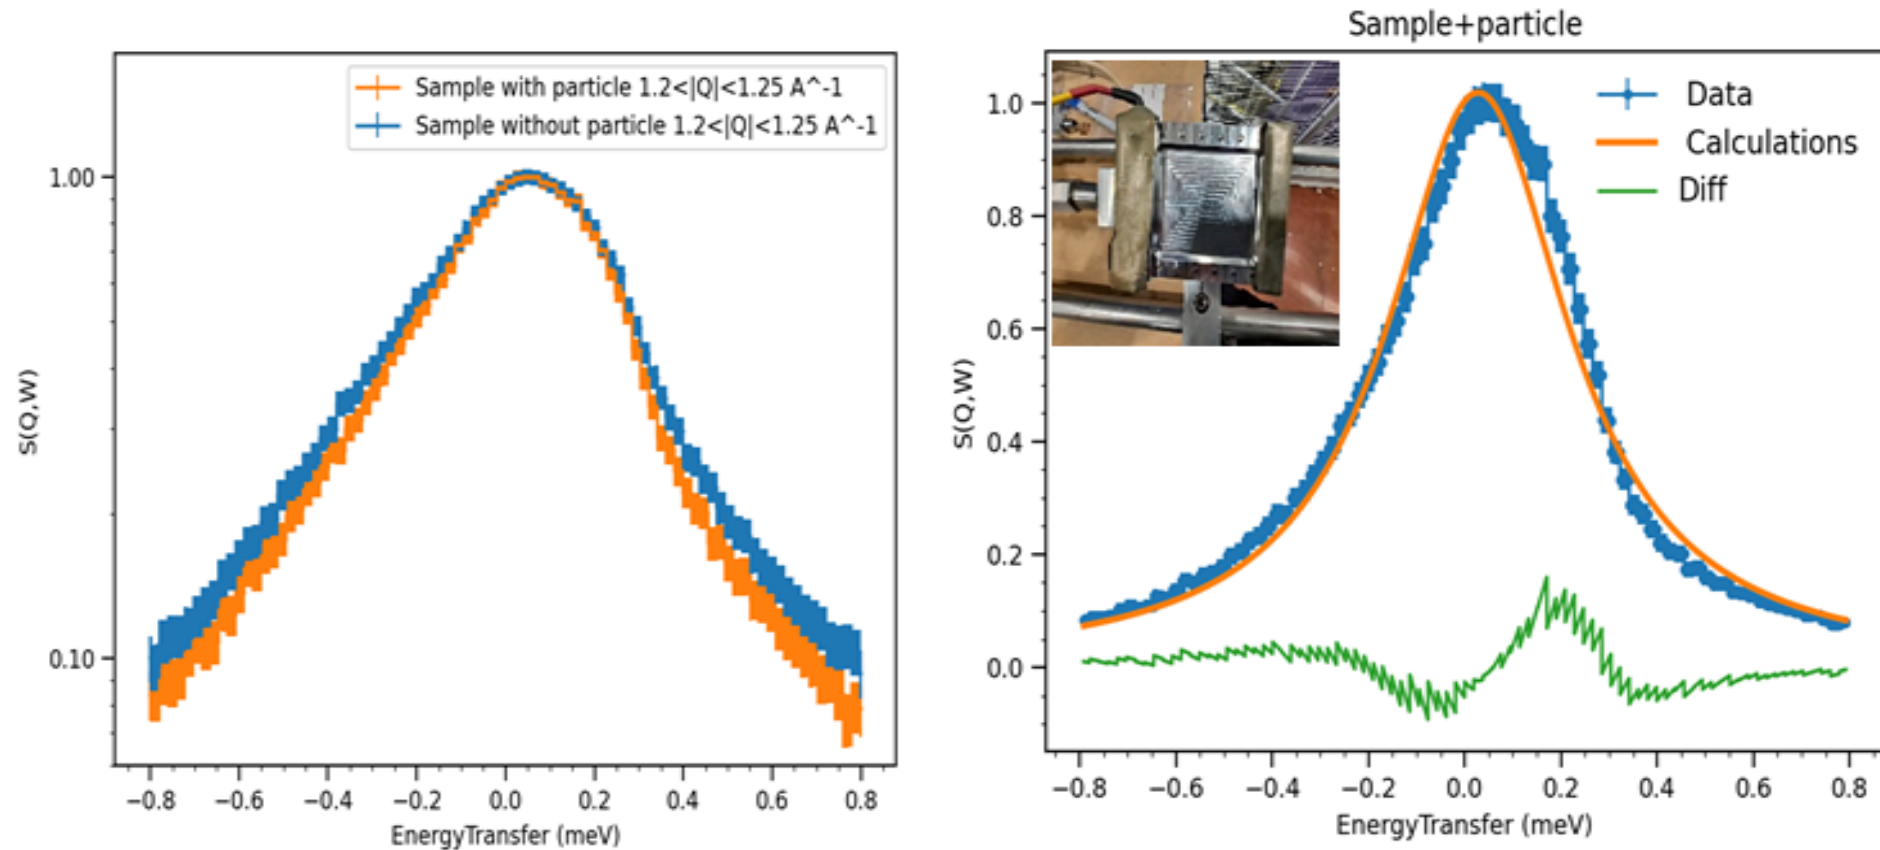 Sample with particle 1.2<|Q|<1.25 A^-1
Sample without particle 1.2<|Q|<1.25 A^-1
1.00
0.10
S(Q,W)
−0.8 −0.6 −0.4 −0.2 0.0 0.2 0.4 0.6 0.8
EnergyTransfer (meV)
Sample+particle
Data
Calculations
Diff
1.0
0.8
0.6
0.4
0.2
0.0
S(Q,W)
−0.8 −0.6 −0.4 −0.2 0.0 0.2 0.4 0.6 0.8
EnergyTransfer (meV)